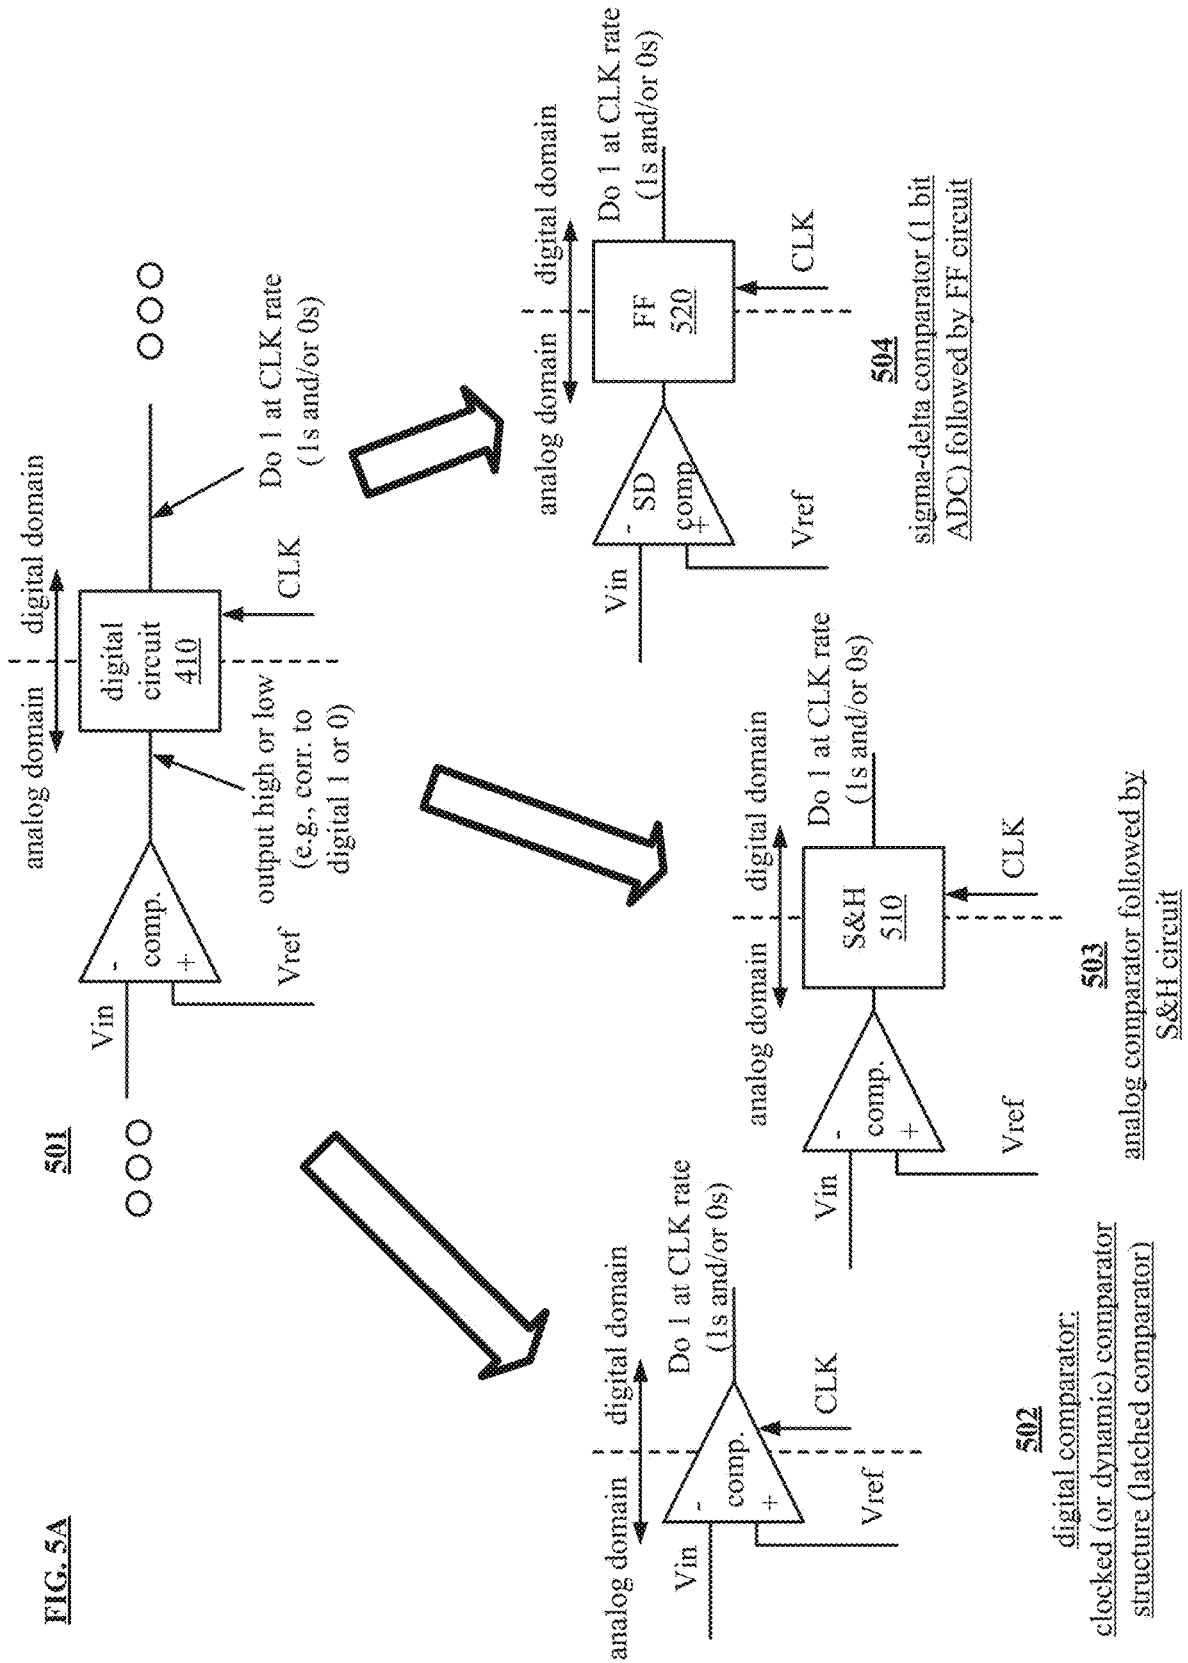 FIG. 5A
501
Vin
-
comp.
+
Vref
analog domain
digital domain
digital
circuit
410
CLK
output high or low
(e.g., corr. to
digital 1 or 0)
Do 1 at CLK rate
(1s and/or 0s)
analog domain
digital domain
Vin
-
comp.
+
Vref
CLK
Do 1 at CLK rate
(1s and/or 0s)
502
digital comparator:
clocked (or dynamic) comparator
structure (latched comparator)
analog domain
digital domain
Vin
-
comp.
+
Vref
S&H
510
CLK
Do 1 at CLK rate
(1s and/or 0s)
503
analog comparator followed by
S&H circuit
analog domain
digital domain
Vin
-
SD
comp.
+
Vref
FF
520
CLK
Do 1 at CLK rate
(1s and/or 0s)
504
sigma-delta comparator (1 bit
ADC) followed by FF circuit